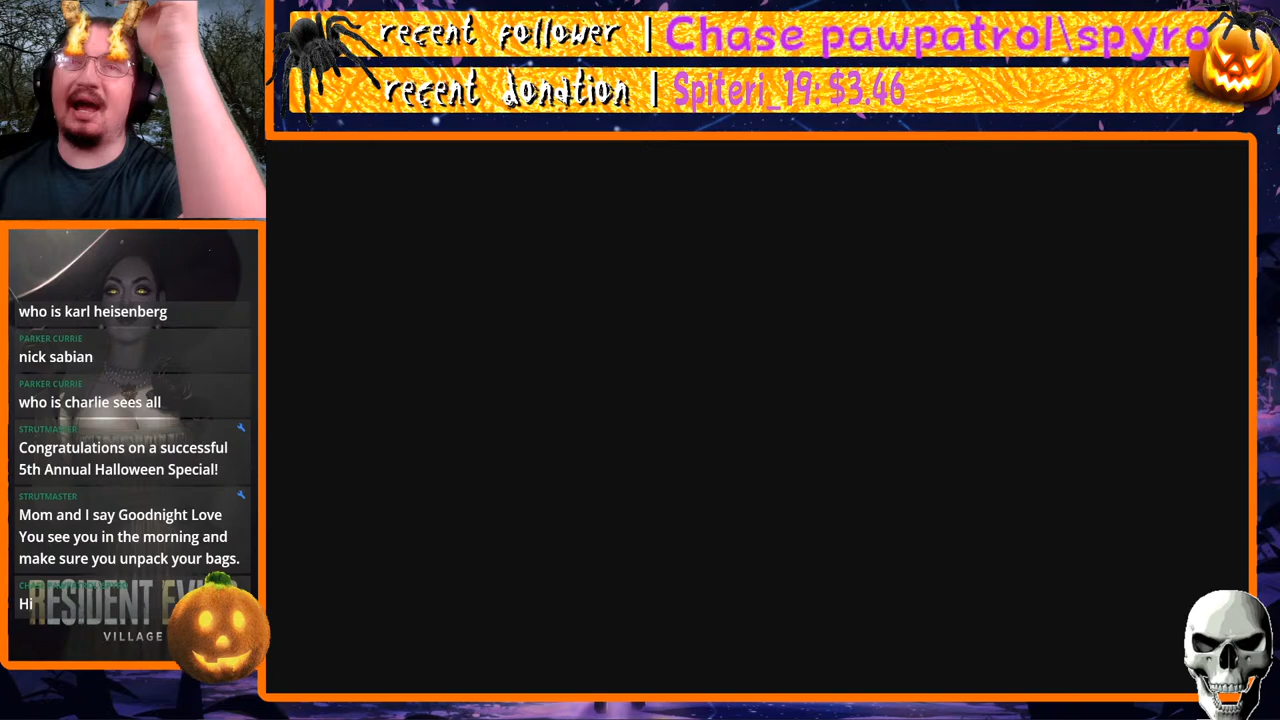 recent follower | Chase pawpatrol\spyro
recent donation | Spiteri_19: $3.46
who is karl heisenberg
PARKER CURRIE
nick sabian
PARKER CURRIE
who is charlie sees all
STRUTMASTER
Congratulations on a successful
5th Annual Halloween Special!
STRUTMASTER
Mom and I say Goodnight Love
You see you in the morning and
make sure you unpack your bags.
Hi
RESIDENT
VILLAGE